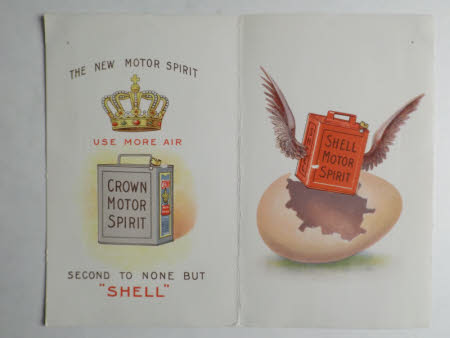 THE NEW MOTOR SPIRIT
USE MORE AIR
CROWN
MOTOR
SPIRIT
SECOND TO NONE BUT
"SHELL"
SHELL
MOTOR
SPIRIT